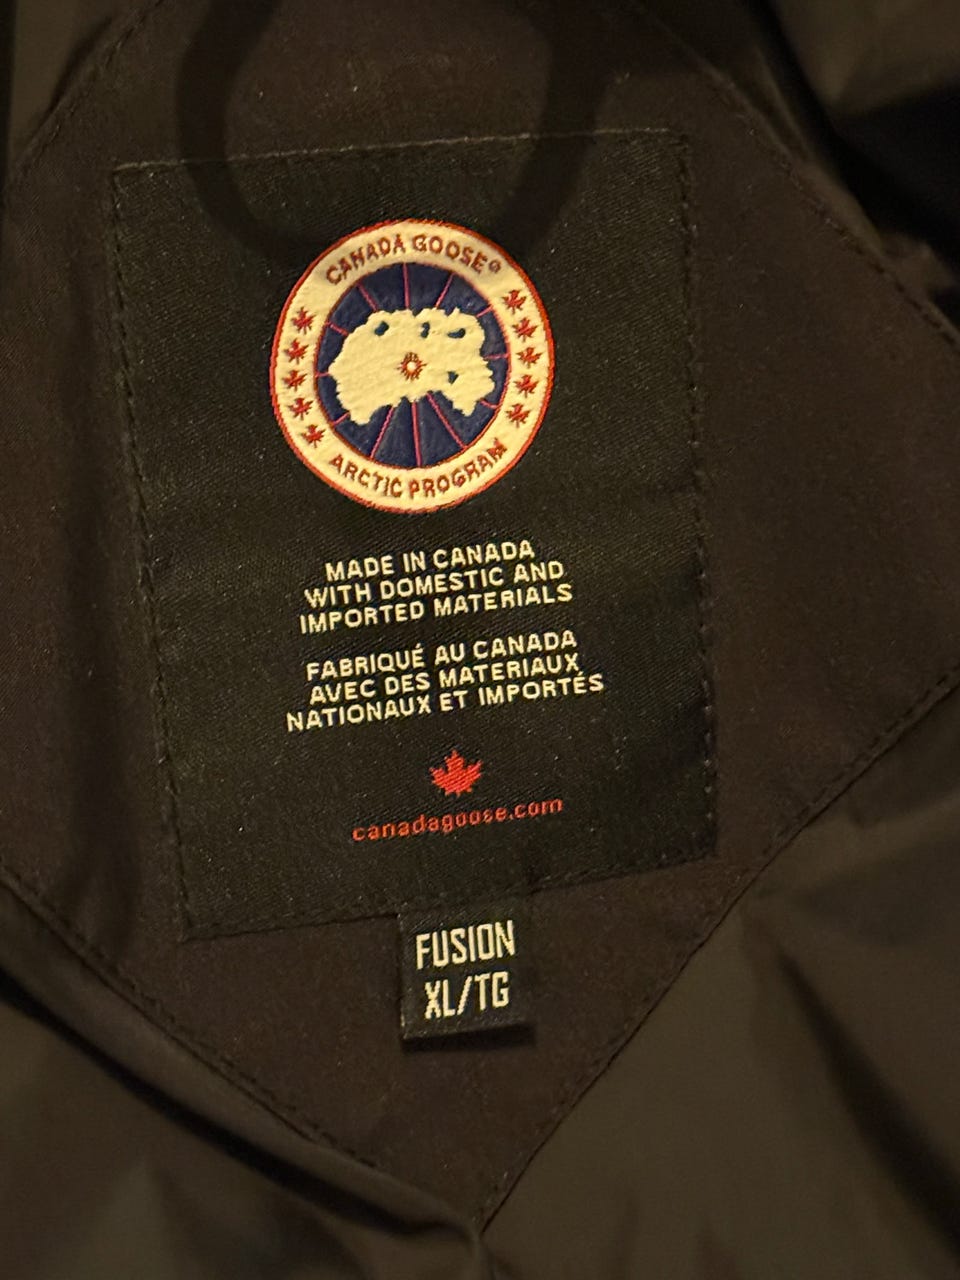 CANADA GOOSE®
ARCTIC PROGRAM
MADE IN CANADA
WITH DOMESTIC AND
IMPORTED MATERIALS
FABRIQUÉ AU CANADA
AVEC DES MATERIAUX
NATIONAUX ET IMPORTÉS
canadagoose.com
FUSION
XL/TG